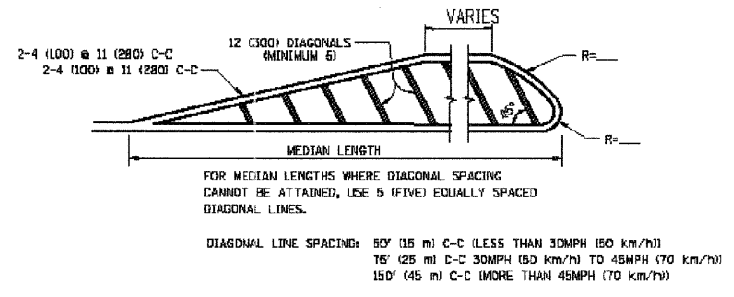 VARIES
2-4 (100) @ 11 (280) C-C
2-4 (100) @ 11 (280) C-C
12 (300) DIAGONALS
(MINIMUM 5)
R=___
45°
R=___
MEDIAN LENGTH
FOR MEDIAN LENGTHS WHERE DIAGONAL SPACING
CANNOT BE ATTAINED, USE 5 (FIVE) EQUALLY SPACED
DIAGONAL LINES.
DIAGONAL LINE SPACING: 50' (15 m) C-C (LESS THAN 30MPH (50 km/h))
75' (25 m) C-C 30MPH (50 km/h) TO 45MPH (70 km/h))
150' (45 m) C-C (MORE THAN 45MPH (70 km/h))